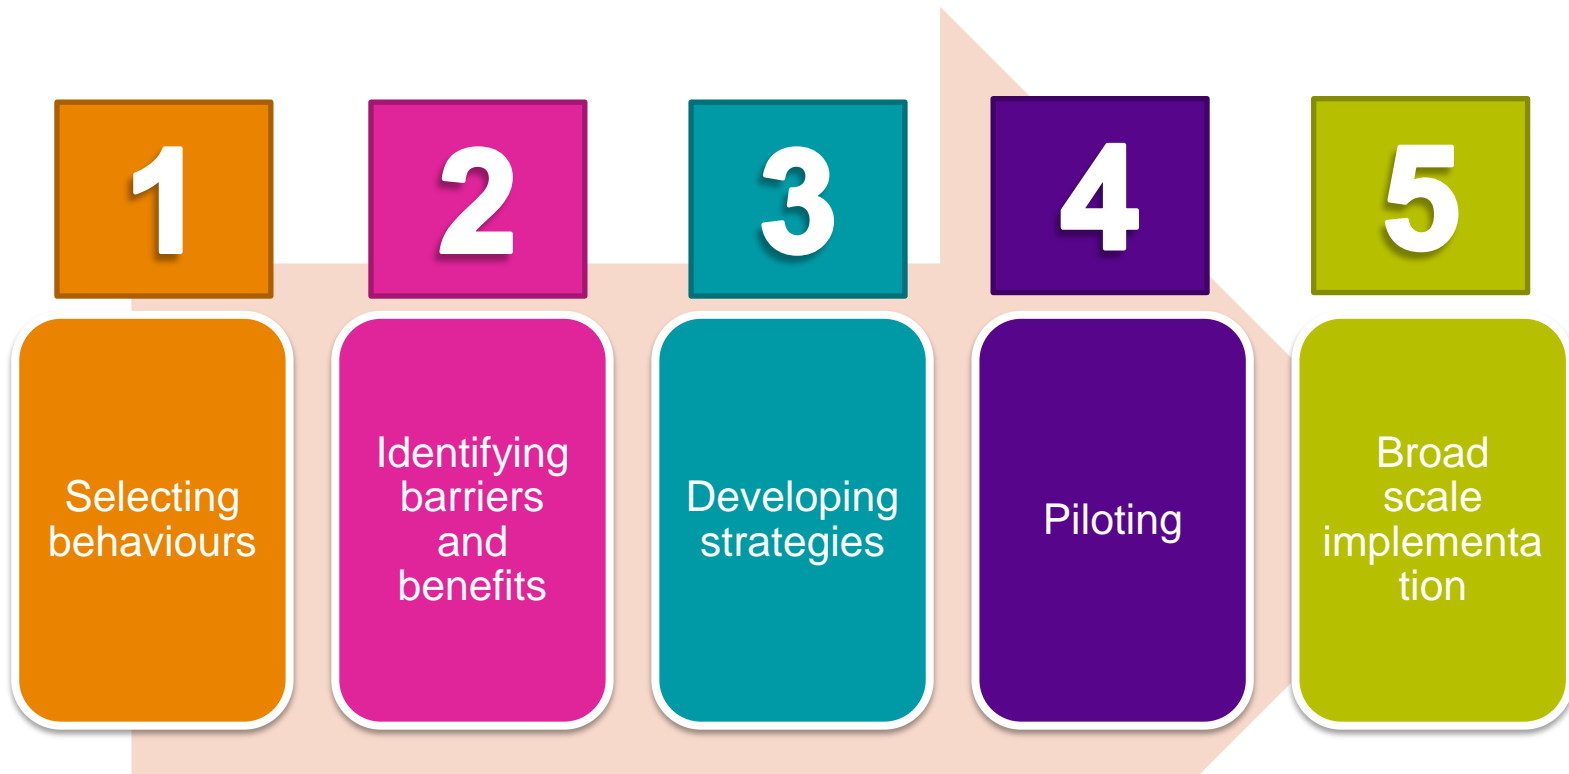 1
2
3
4
5
Selecting
behaviours
Identifying
barriers
and
benefits
Developing
strategies
Piloting
Broad
scale
implementa
tion